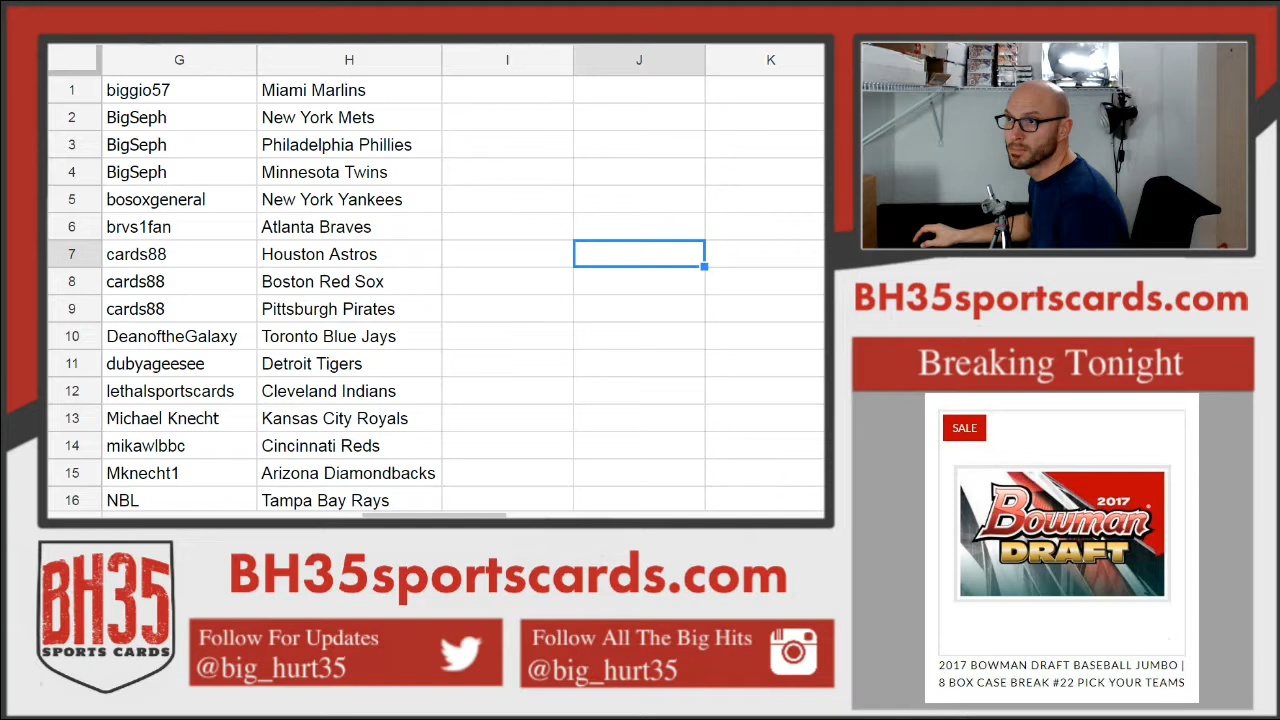 G H I J K
1 biggio57 Miami Marlins
2 BigSeph New York Mets
3 BigSeph Philadelphia Phillies
4 BigSeph Minnesota Twins
5 bosoxgeneral New York Yankees
6 brvs1fan Atlanta Braves
7 cards88 Houston Astros
8 cards88 Boston Red Sox
9 cards88 Pittsburgh Pirates
10 DeanoftheGalaxy Toronto Blue Jays
11 dubyageesee Detroit Tigers
12 lethalsportscards Cleveland Indians
13 Michael Knecht Kansas City Royals
14 mikawlbbc Cincinnati Reds
15 Mknecht1 Arizona Diamondbacks
16 NBL Tampa Bay Rays
BH35sportscards.com
Breaking Tonight
SALE
2017
Bowman
DRAFT
2017 BOWMAN DRAFT BASEBALL JUMBO |
8 BOX CASE BREAK #22 PICK YOUR TEAMS
BH35
SPORTS CARDS
BH35sportscards.com
Follow For Updates
@big_hurt35
Follow All The Big Hits
@big_hurt35